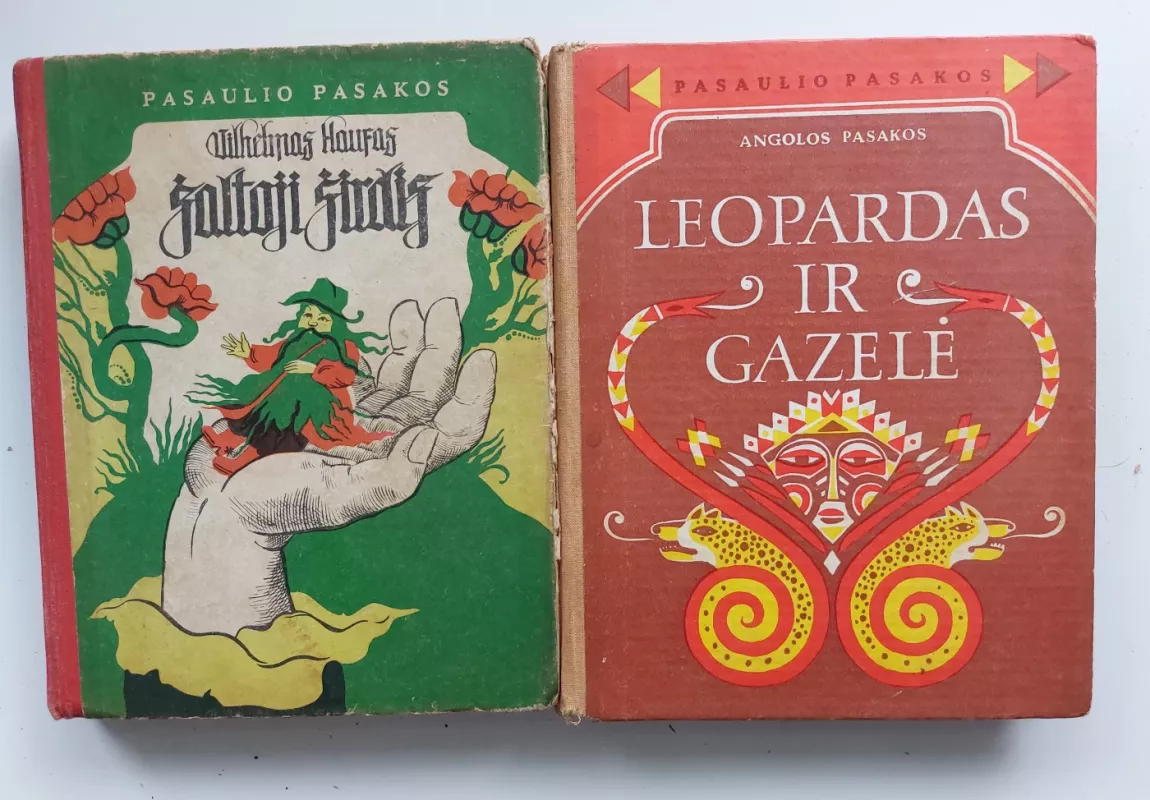 PASAULIO PASAKOS
Vilhelmas Haufas
Šaltoji širdis
PASAULIO PASAKOS
ANGOLOS PASAKOS
LEOPARDAS
IR
GAZELĖ